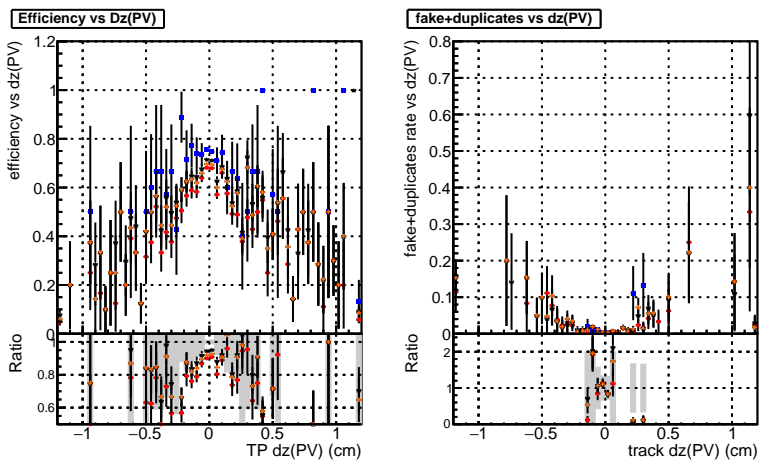 Efficiency vs Dz(PV)
efficiency vs dz(PV)
1.2
1
0.8
0.6
0.4
0.2
0
Ratio
1
0.8
0.6
−1 −0.5 0 0.5 1
TP dz(PV) (cm)
fake+duplicates vs dz(PV)
fake+duplicates rate vs dz(PV)
0.8
0.7
0.6
0.5
0.4
0.3
0.2
0.1
0
Ratio
2
1
0
−1 −0.5 0 0.5 1
track dz(PV) (cm)